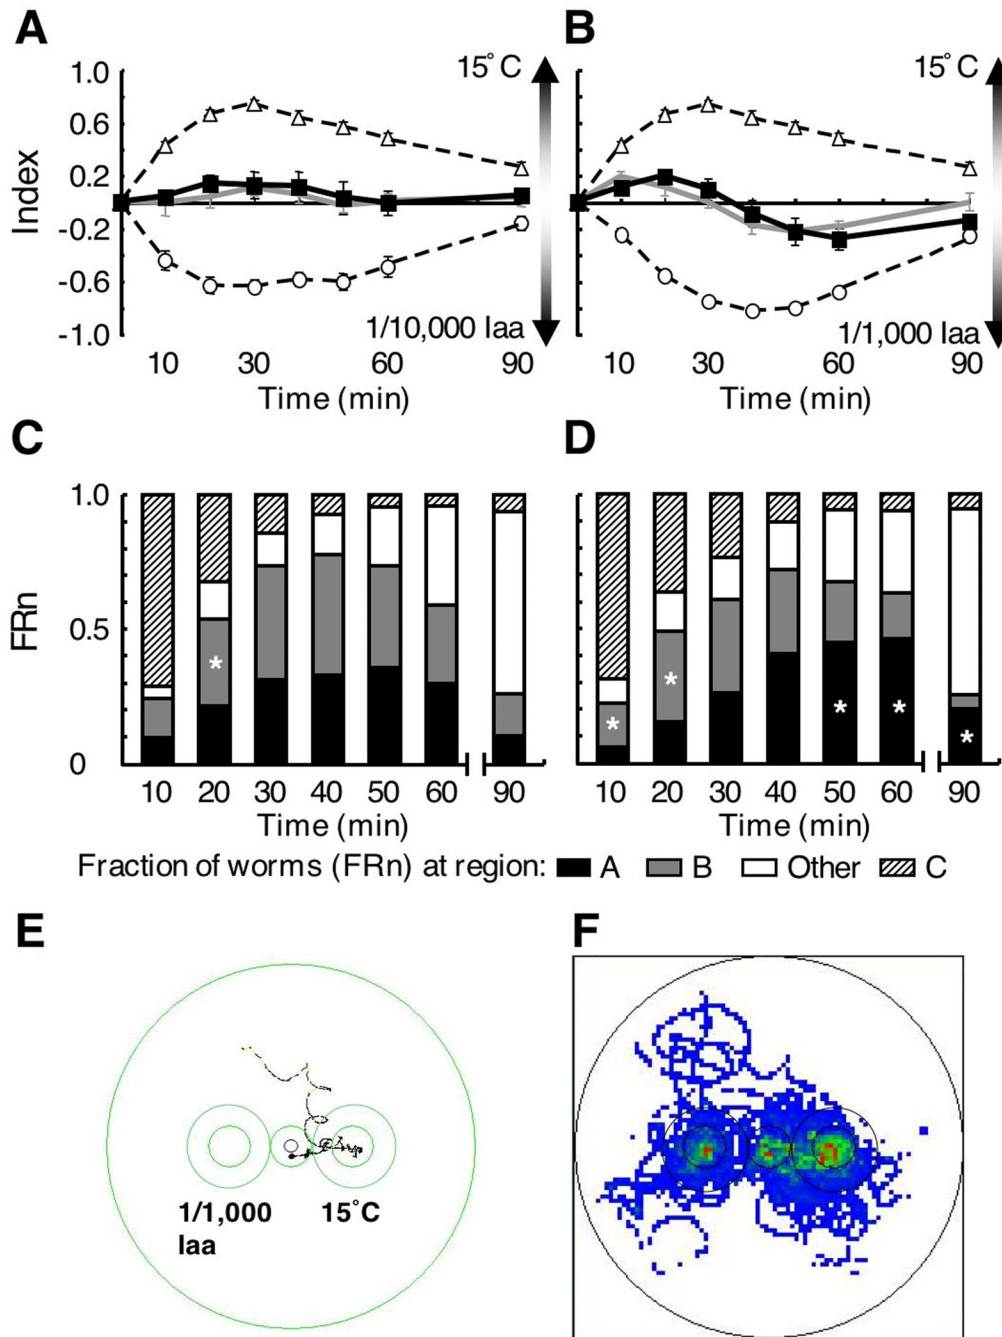 A
B
15°C
15°C
1.0
0.6
0.2
-0.2
-0.6
-1.0
Index
1/10,000 Iaa
1/1,000 Iaa
10 30 60 90
10 30 60 90
Time (min)
Time (min)
C
D
1.0
0.5
0
FRn
*
* * * * *
10 20 30 40 50 60 90
10 20 30 40 50 60 90
Time (min)
Time (min)
Fraction of worms (FRn) at region: A B Other C
E
F
1/1,000 15°C
Iaa